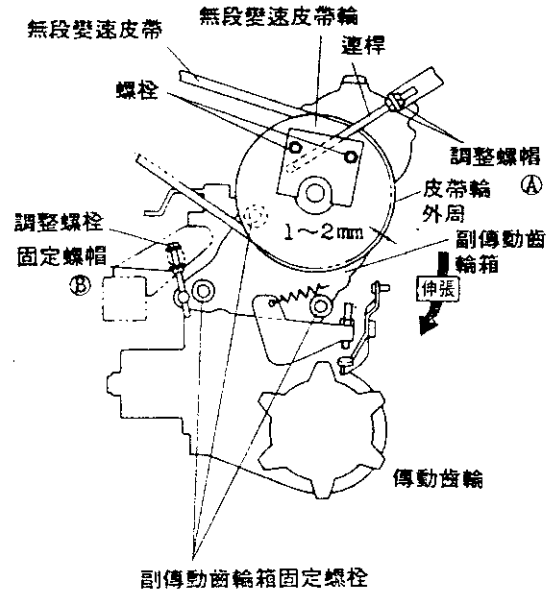 無段變速皮帶輪
無段變速皮帶
連桿
螺栓
調整螺帽
Ⓐ
皮帶輪
外周
1～2mm
調整螺栓
固定螺帽
Ⓑ
副傳動齒
輪箱
伸張
傳動齒輪
副傳動齒輪箱固定螺栓